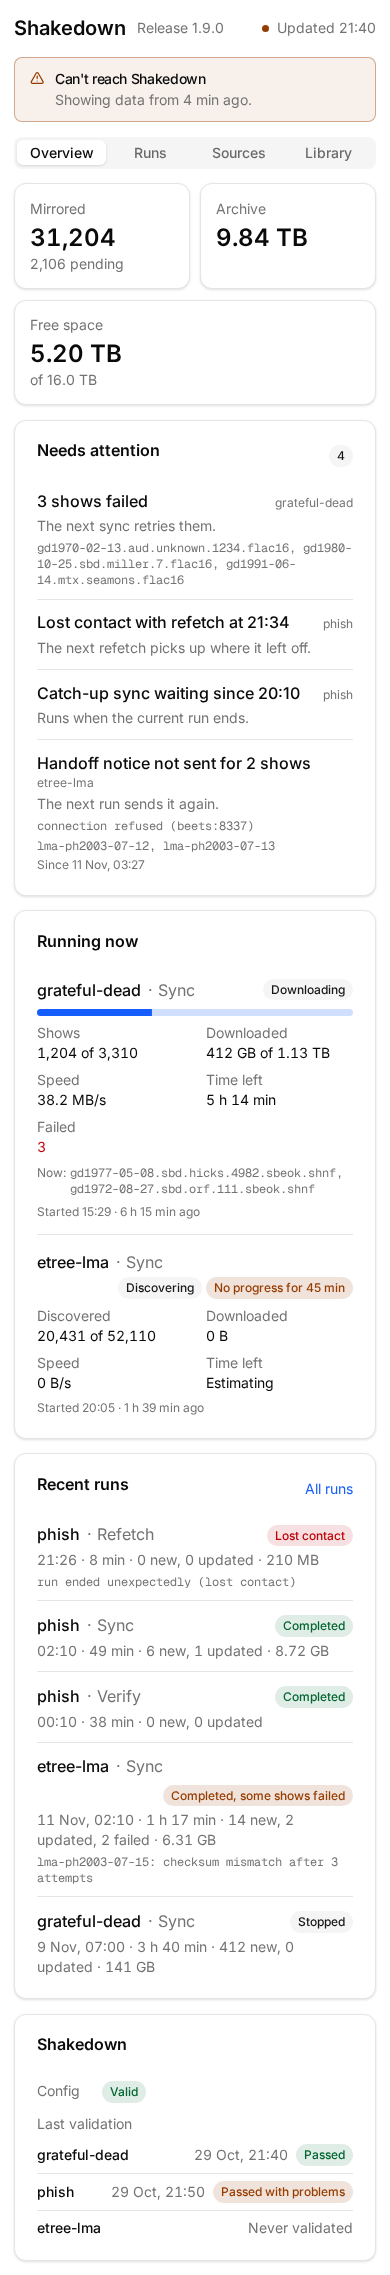 Shakedown Release 1.9.0 Updated 21:40
Can't reach Shakedown
Showing data from 4 min ago.
Overview Runs Sources Library
Mirrored
31,204
2,106 pending
Archive
9.84 TB
Free space
5.20 TB
of 16.0 TB
Needs attention 4
3 shows failed grateful-dead
The next sync retries them.
gd1970-02-13.aud.unknown.1234.flac16, gd1980-
10-25.sbd.miller.7.flac16, gd1991-06-
14.mtx.seamons.flac16
Lost contact with refetch at 21:34 phish
The next refetch picks up where it left off.
Catch-up sync waiting since 20:10 phish
Runs when the current run ends.
Handoff notice not sent for 2 shows
etree-lma
The next run sends it again.
connection refused (beets:8337)
lma-ph2003-07-12, lma-ph2003-07-13
Since 11 Nov, 03:27
Running now
grateful-dead · Sync Downloading
Shows Downloaded
1,204 of 3,310 412 GB of 1.13 TB
Speed Time left
38.2 MB/s 5 h 14 min
Failed
3
Now: gd1977-05-08.sbd.hicks.4982.sbeok.shnf,
gd1972-08-27.sbd.orf.111.sbeok.shnf
Started 15:29 · 6 h 15 min ago
etree-lma · Sync
Discovering No progress for 45 min
Discovered Downloaded
20,431 of 52,110 0 B
Speed Time left
0 B/s Estimating
Started 20:05 · 1 h 39 min ago
Recent runs All runs
phish · Refetch Lost contact
21:26 · 8 min · 0 new, 0 updated · 210 MB
run ended unexpectedly (lost contact)
phish · Sync Completed
02:10 · 49 min · 6 new, 1 updated · 8.72 GB
phish · Verify Completed
00:10 · 38 min · 0 new, 0 updated
etree-lma · Sync
Completed, some shows failed
11 Nov, 02:10 · 1 h 17 min · 14 new, 2
updated, 2 failed · 6.31 GB
lma-ph2003-07-15: checksum mismatch after 3
attempts
grateful-dead · Sync Stopped
9 Nov, 07:00 · 3 h 40 min · 412 new, 0
updated · 141 GB
Shakedown
Config Valid
Last validation
grateful-dead 29 Oct, 21:40 Passed
phish 29 Oct, 21:50 Passed with problems
etree-lma Never validated